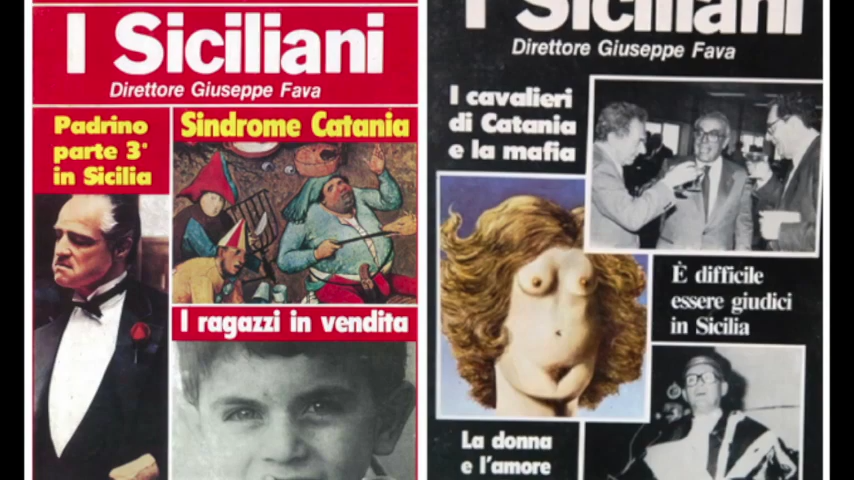 I Siciliani
Direttore Giuseppe Fava
Padrino
parte 3ª
in Sicilia
Sindrome Catania
I ragazzi in vendita
I Siciliani
Direttore Giuseppe Fava
I cavalieri
di Catania
e la mafia
È difficile
essere giudici
in Sicilia
La donna
e l'amore